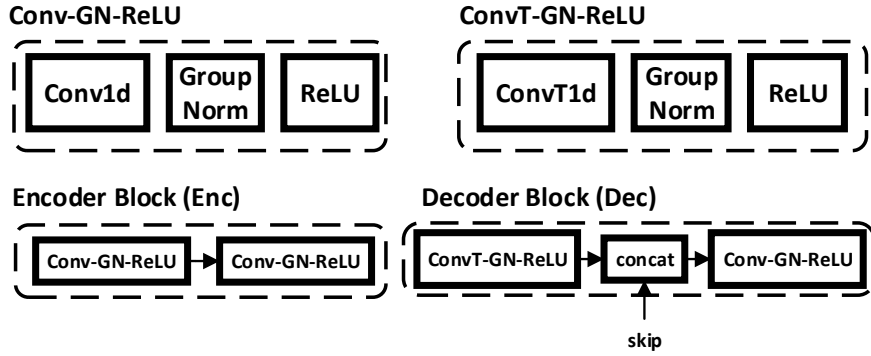 Conv-GN-ReLU
Conv1d
Group
Norm
ReLU
ConvT-GN-ReLU
ConvT1d
Group
Norm
ReLU
Encoder Block (Enc)
Conv-GN-ReLU
Conv-GN-ReLU
Decoder Block (Dec)
ConvT-GN-ReLU
concat
Conv-GN-ReLU
skip